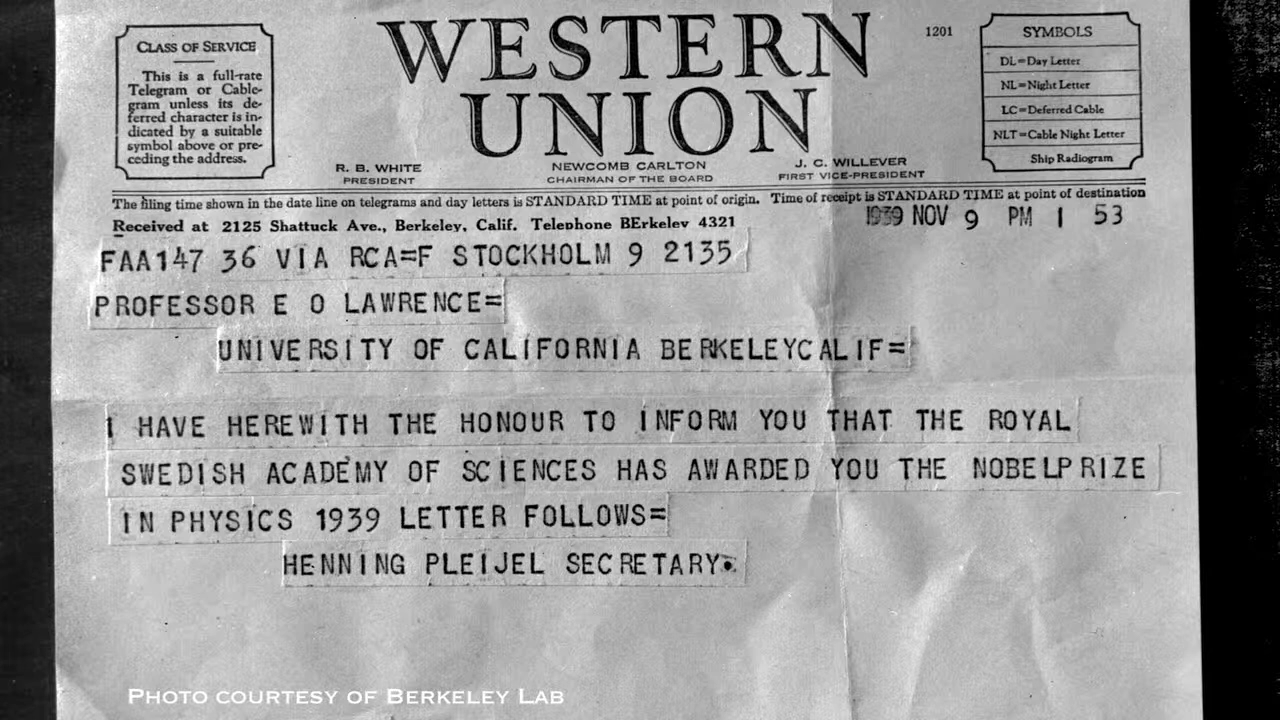 CLASS OF SERVICE
This is a full-rate
Telegram or Cable-
gram unless its de-
ferred character is in-
dicated by a suitable
symbol above or pre-
ceding the address.
WESTERN
UNION
1201
SYMBOLS
DL=Day Letter
NL=Night Letter
LC=Deferred Cable
NLT=Cable Night Letter
Ship Radiogram
R. B. WHITE
PRESIDENT
NEWCOMB CARLTON
CHAIRMAN OF THE BOARD
J. C. WILLEVER
FIRST VICE-PRESIDENT
The filing time shown in the date line on telegrams and day letters is STANDARD TIME at point of origin. Time of receipt is STANDARD TIME at point of destination
Received at 2125 Shattuck Ave., Berkeley, Calif. Telephone BErkeley 4321
1939 NOV 9 PM 1 53
FAA147 36 VIA RCA=F STOCKHOLM 9 2135
PROFESSOR E O LAWRENCE=
UNIVERSITY OF CALIFORNIA BERKELEYCALIF=
I HAVE HEREWITH THE HONOUR TO INFORM YOU THAT THE ROYAL
SWEDISH ACADEMY OF SCIENCES HAS AWARDED YOU THE NOBELPRIZE
IN PHYSICS 1939 LETTER FOLLOWS=
HENNING PLEIJEL SECRETARY.
PHOTO COURTESY OF BERKELEY LAB